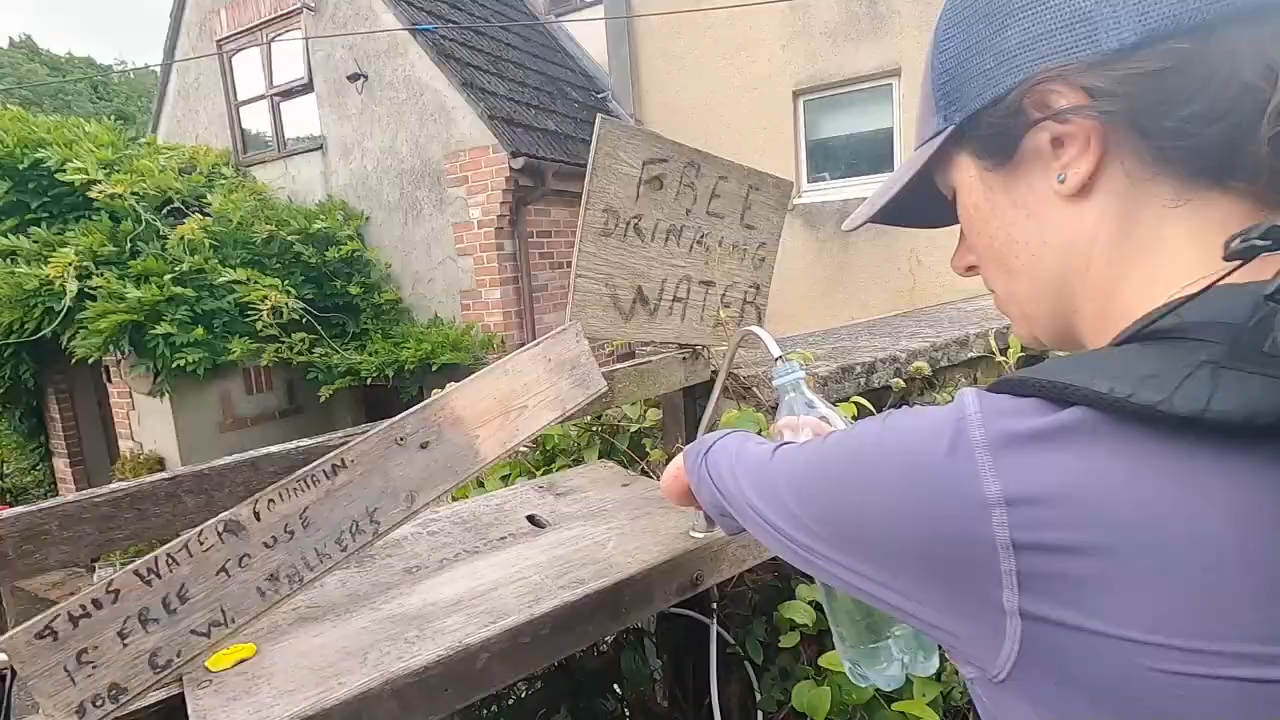 FREE
DRINKING
WATER
THIS WATER FOUNTAIN.
IS FREE TO USE
FOR C. W. WALKERS